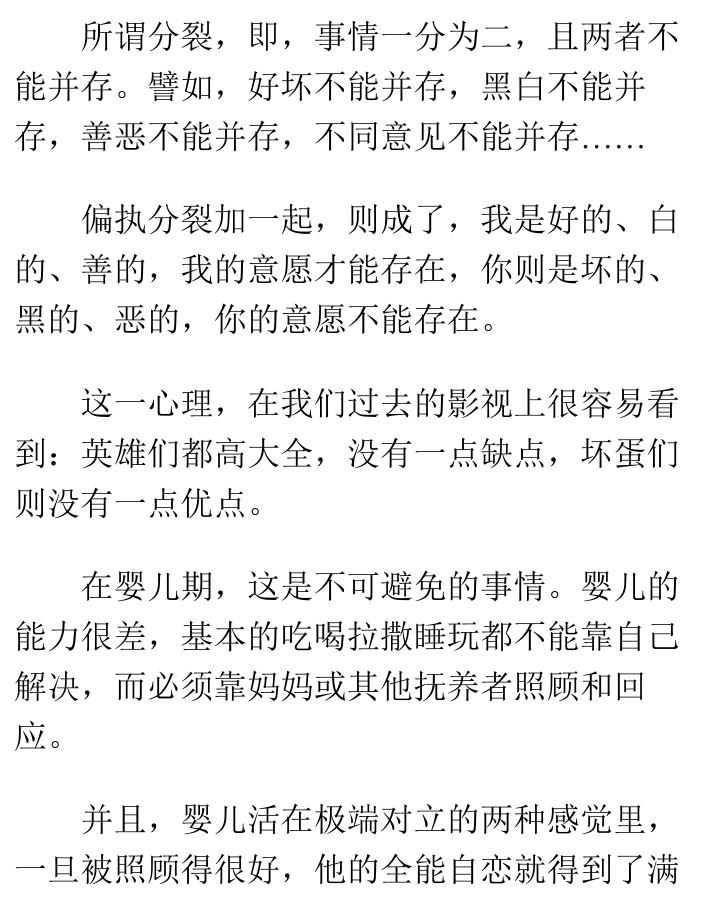 所谓分裂，即，事情一分为二，且两者不
能并存。譬如，好坏不能并存，黑白不能并
存，善恶不能并存，不同意见不能并存……
偏执分裂加一起，则成了，我是好的、白
的、善的，我的意愿才能存在，你则是坏的、
黑的、恶的，你的意愿不能存在。
这一心理，在我们过去的影视上很容易看
到：英雄们都高大全，没有一点缺点，坏蛋们
则没有一点优点。
在婴儿期，这是不可避免的事情。婴儿的
能力很差，基本的吃喝拉撒睡玩都不能靠自己
解决，而必须靠妈妈或其他抚养者照顾和回
应。
并且，婴儿活在极端对立的两种感觉里，
一旦被照顾得很好，他的全能自恋就得到了满